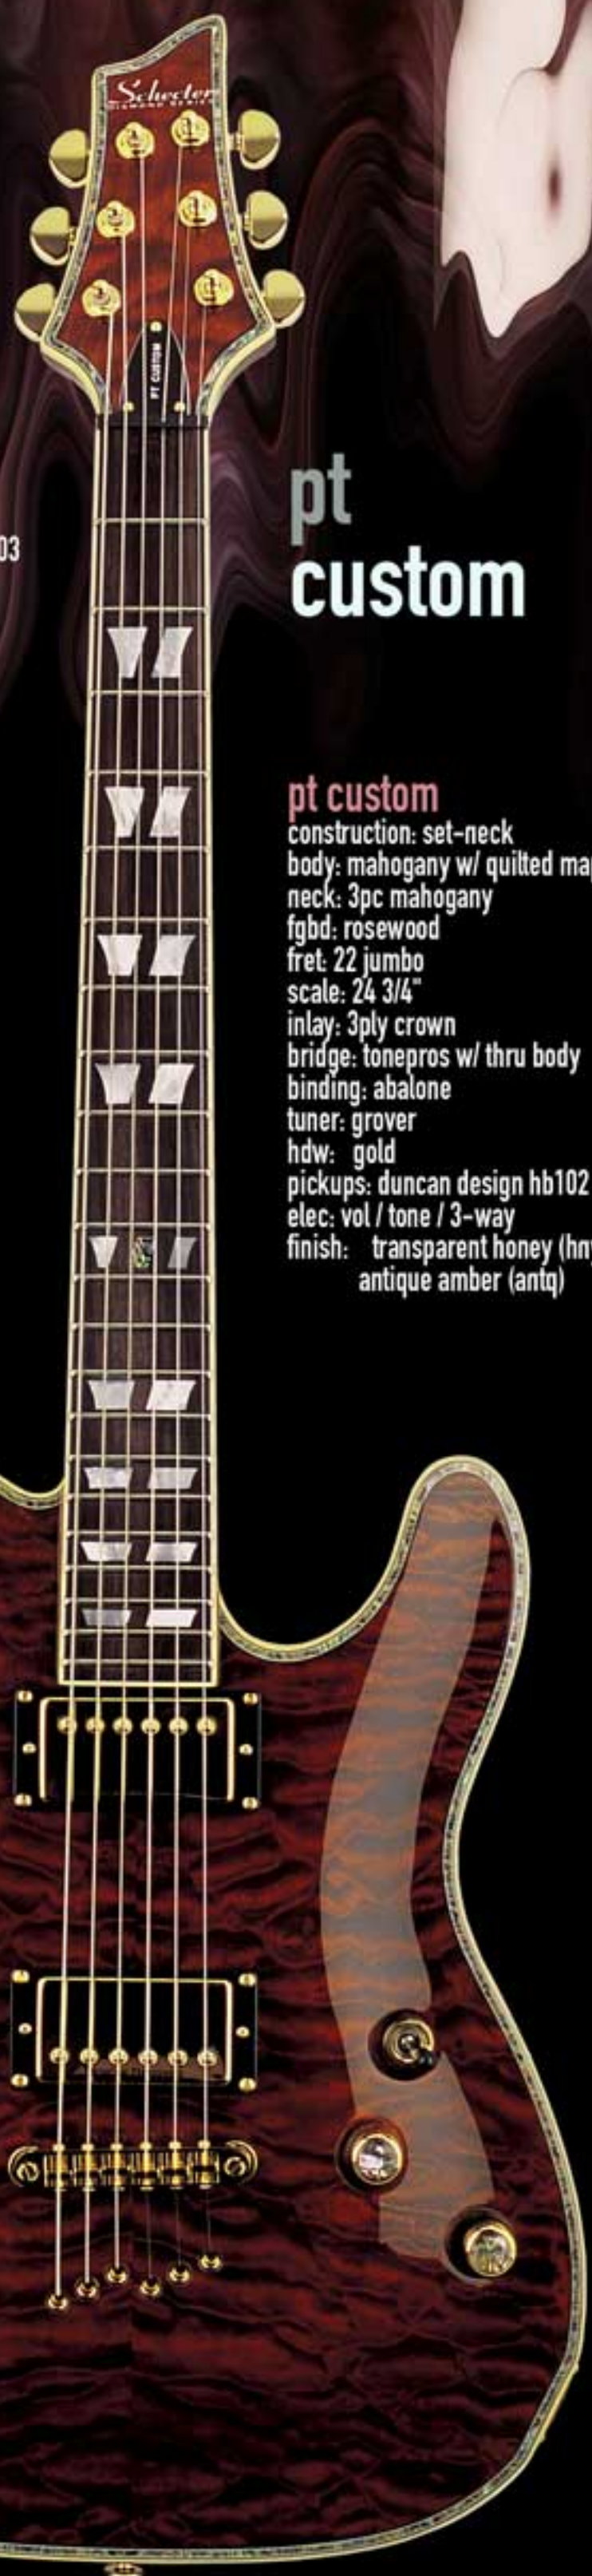 Schecter
DIAMOND SERIES
PT CUSTOM
03
pt
custom
pt custom
construction: set-neck
body: mahogany w/ quilted
neck: 3pc mahogany
fgbd: rosewood
fret: 22 jumbo
scale: 24 3/4"
inlay: 3ply crown
bridge: tonepros w/ thru body
binding: abalone
tuner: grover
hdw: gold
pickups: duncan design hb102
elec: vol / tone / 3-way
finish: transparent honey
antique amber (antq)